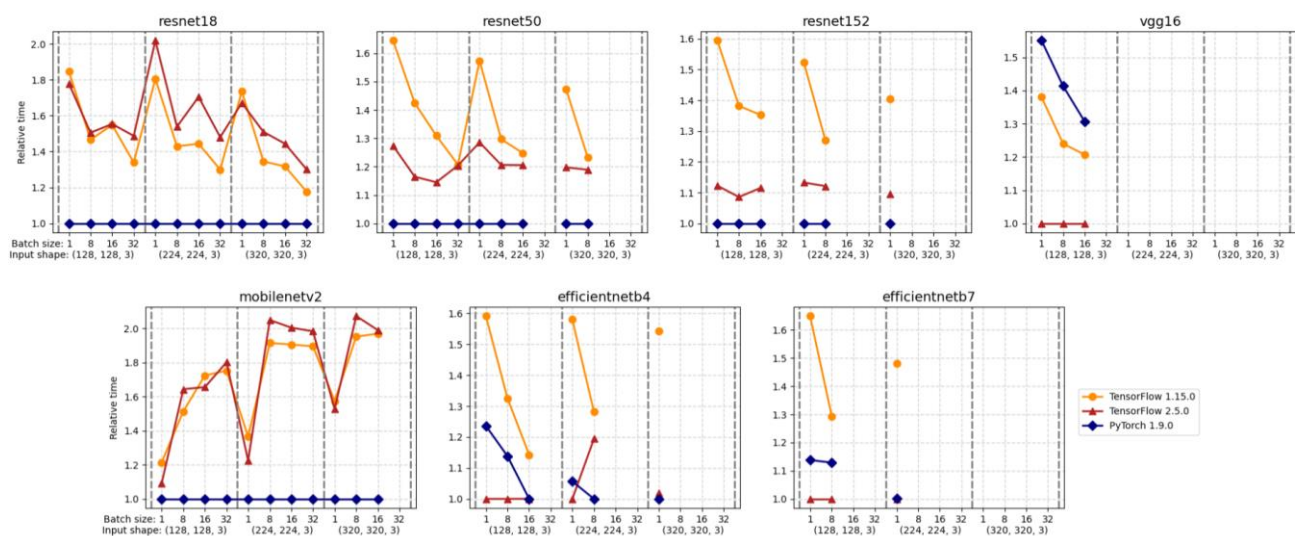 resnet18
resnet50
resnet152
vgg16
Relative time
2.0
1.8
1.6
1.4
1.2
1.0
1.6
1.5
1.4
1.3
1.2
1.1
1.0
1.6
1.5
1.4
1.3
1.2
1.1
1.0
1.5
1.4
1.3
1.2
1.1
1.0
Batch size: 1 8 16 32 1 8 16 32 1 8 16 32
Input shape: (128, 128, 3) (224, 224, 3) (320, 320, 3)
1 8 16 32 1 8 16 32 1 8 16 32
(128, 128, 3) (224, 224, 3) (320, 320, 3)
1 8 16 32 1 8 16 32 1 8 16 32
(128, 128, 3) (224, 224, 3) (320, 320, 3)
1 8 16 32 1 8 16 32 1 8 16 32
(128, 128, 3) (224, 224, 3) (320, 320, 3)
mobilenetv2
efficientnetb4
efficientnetb7
Relative time
2.0
1.8
1.6
1.4
1.2
1.0
1.6
1.5
1.4
1.3
1.2
1.1
1.0
1.6
1.5
1.4
1.3
1.2
1.1
1.0
Batch size: 1 8 16 32 1 8 16 32 1 8 16 32
Input shape: (128, 128, 3) (224, 224, 3) (320, 320, 3)
1 8 16 32 1 8 16 32 1 8 16 32
(128, 128, 3) (224, 224, 3) (320, 320, 3)
1 8 16 32 1 8 16 32 1 8 16 32
(128, 128, 3) (224, 224, 3) (320, 320, 3)
TensorFlow 1.15.0
TensorFlow 2.5.0
PyTorch 1.9.0